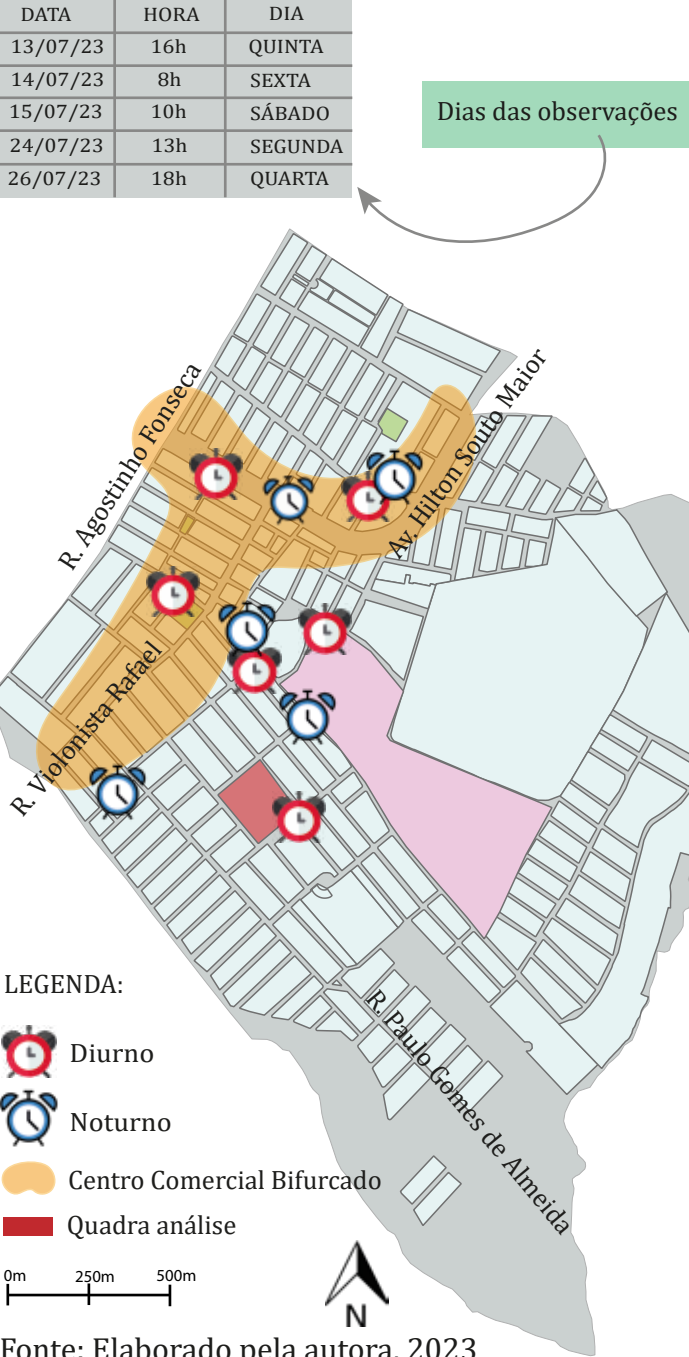 DATA HORA DIA
13/07/23 16h QUINTA
14/07/23 8h SEXTA
15/07/23 10h SÁBADO
24/07/23 13h SEGUNDA
26/07/23 18h QUARTA
Dias das observações
R. Agostinho Fonseca
Av. Hilton Souto Maior
R. Violonista Rafael
R. Paulo Gomes de Almeida
LEGENDA:
Diurno
Noturno
Centro Comercial Bifurcado
Quadra análise
0m 250m 500m
N
Fonte: Elaborado pela autora, 2023